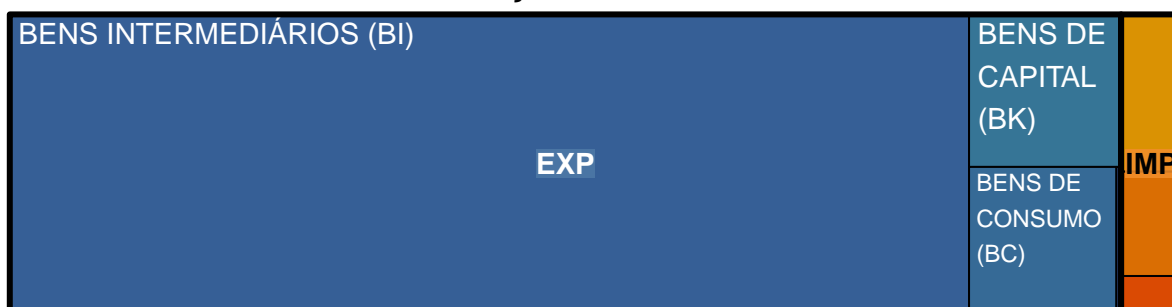 BENS INTERMEDIÁRIOS (BI)
BENS DE
CAPITAL
(BK)
EXP
IMP
BENS DE
CONSUMO
(BC)